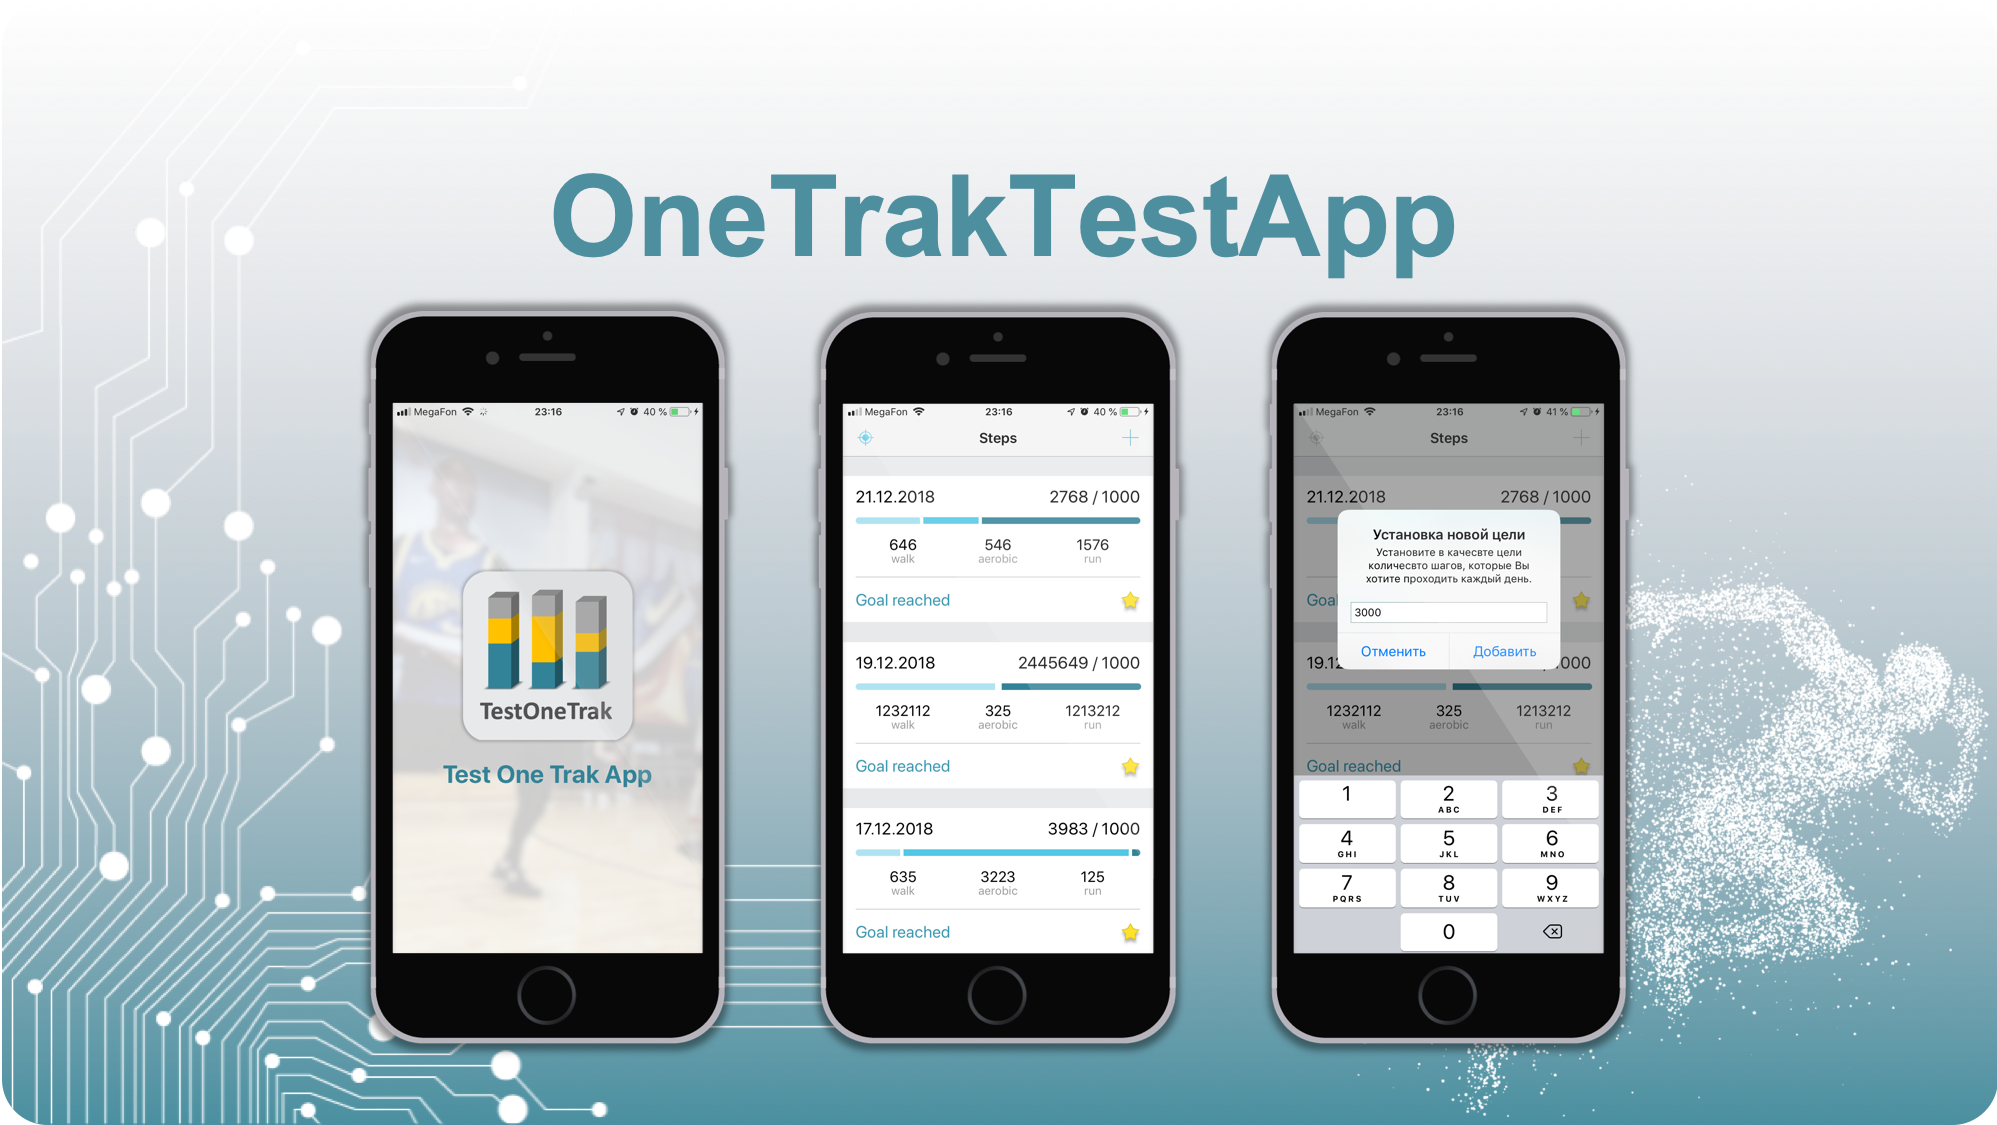 OneTrakTestApp
MegaFon 23:16 40 %
TestOneTrak
Test One Trak App
MegaFon 23:16 40 %
Steps
21.12.2018 2768 / 1000
646 546 1576
walk aerobic run
Goal reached
19.12.2018 2445649 / 1000
1232112 325 1213212
walk aerobic run
Goal reached
17.12.2018 3983 / 1000
635 3223 125
walk aerobic run
Goal reached
MegaFon 23:16 41 %
Steps
21.12.2018 2768 / 1000
Установка новой цели
Установите в качесвте цели
количесвто шагов, которые Вы
хотите проходить каждый день.
Goal
3000
Отменить Добавить
19.12 000
1232112 325 1213212
walk aerobic run
Goal reached
1 2 3
ABC DEF
4 5 6
GHI JKL MNO
7 8 9
PQRS TUV WXYZ
0